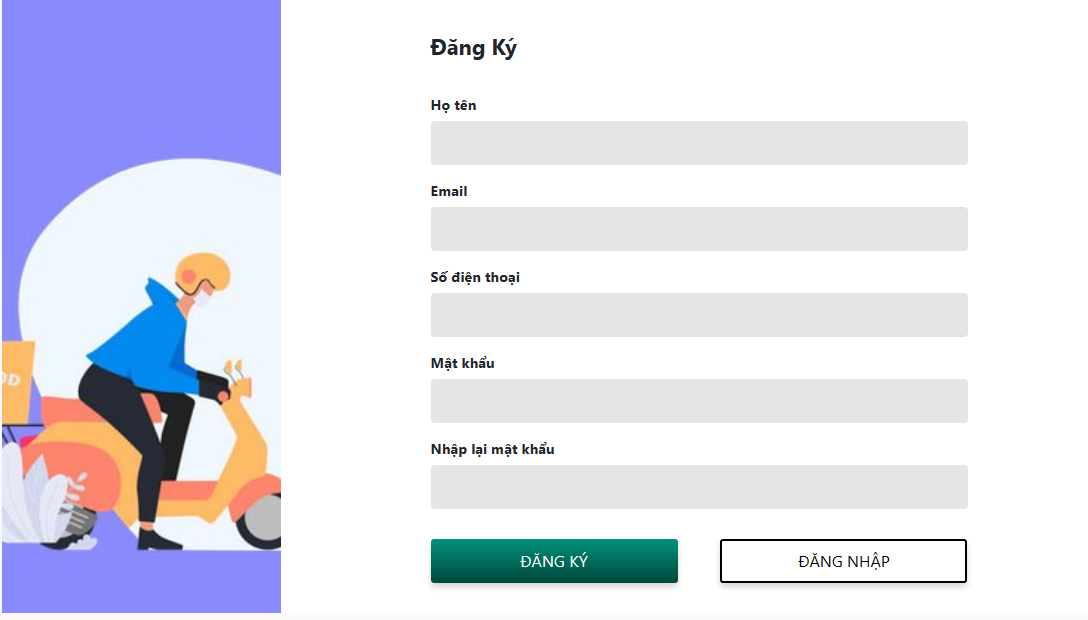 Đăng Ký
Họ tên
Email
Số điện thoại
Mật khẩu
Nhập lại mật khẩu
ĐĂNG KÝ
ĐĂNG NHẬP